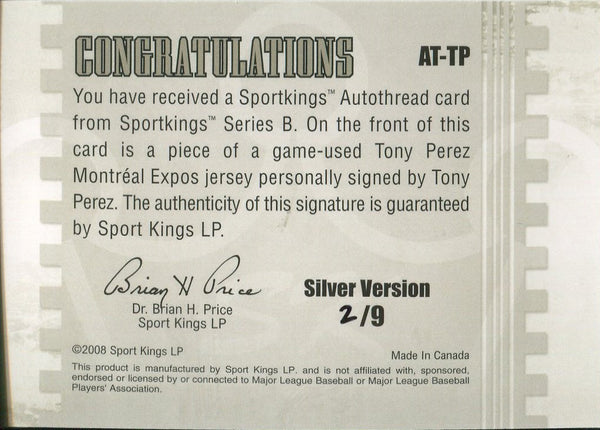 CONGRATULATIONS
AT-TP
You have received a Sportkings™ Autothread card
from Sportkings™ Series B. On the front of this
card is a piece of a game-used Tony Perez
Montréal Expos jersey personally signed by Tony
Perez. The authenticity of this signature is guaranteed
by Sport Kings LP.
Brian H Price
Dr. Brian H. Price
Sport Kings LP
Silver Version
2/9
©2008 Sport Kings LP
Made In Canada
This product is manufactured by Sport Kings LP. and is not affiliated with, sponsored,
endorsed or licensed by or connected to Major League Baseball or Major League Baseball
Players' Association.